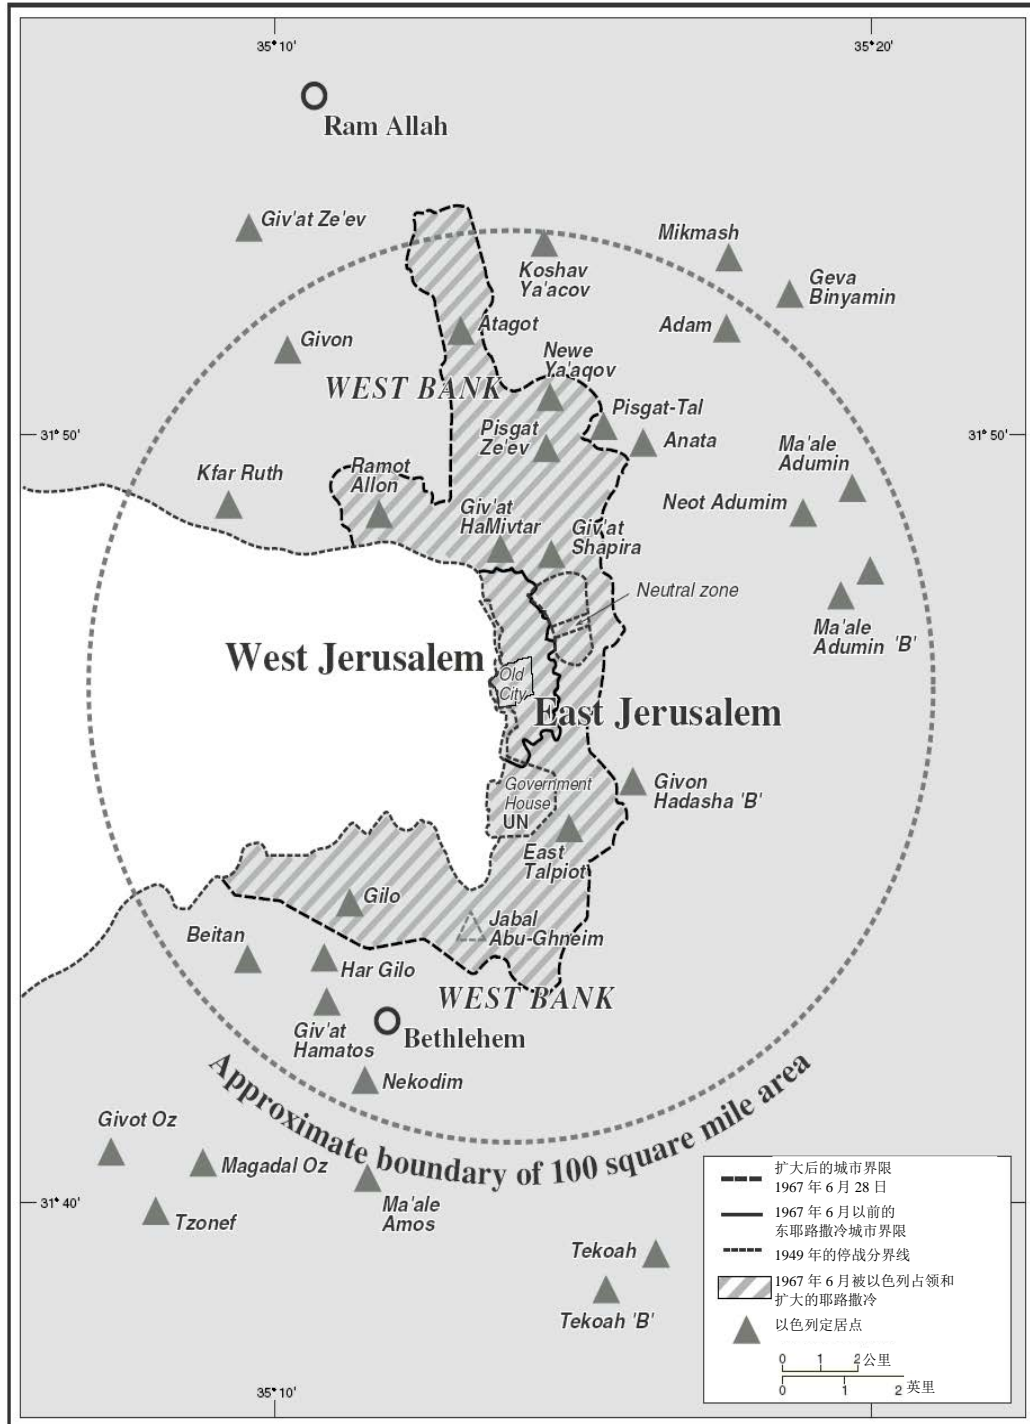 35° 10'
35° 20'
Ram Allah
Giv'at Ze'ev
Mikmash
Koshav
Ya'acov
Geva
Binyamin
Atagot
Adam
Givon
Newe
Ya'aqov
WEST BANK
Pisgat-Tal
31° 50'
31° 50'
Pisgat
Ze'ev
Anata
Ma'ale
Adumin
Kfar Ruth
Ramot
Allon
Neot Adumim
Giv'at
HaMivtar
Giv'at
Shapira
Neutral zone
Ma'ale
Adumin 'B'
West Jerusalem
Old
City
East Jerusalem
Givon
Hadasha 'B'
Government
House
UN
East
Talpiot
Gilo
Jabal
Abu-Ghneim
Beitan
Har Gilo
WEST BANK
Giv'at
Hamatos
Bethlehem
Nekodim
Approximate boundary of 100 square mile area
Givot Oz
Magadal Oz
Ma'ale
Amos
31° 40'
Tzonef
Tekoah
Tekoah 'B'
扩大后的城市界限
1967 年 6 月 28 日
1967 年 6 月以前的
东耶路撒冷城市界限
1949 年的停战分界线
1967 年 6 月被以色列占领和
扩大的耶路撒冷
以色列定居点
0 1 2 公里
0 1 2 英里
35° 10'